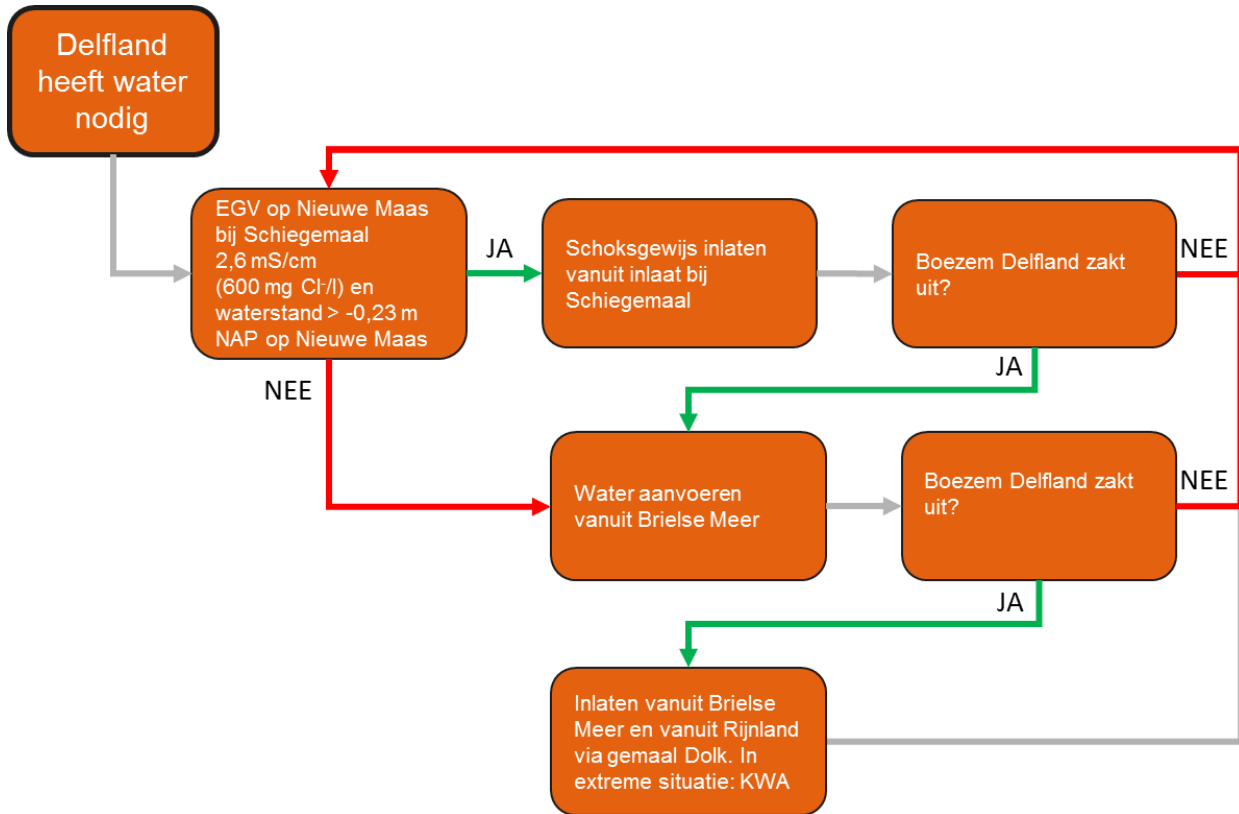 Delfland
heeft water
nodig
EGV op Nieuwe Maas
bij Schiegemaal
2,6 mS/cm
(600 mg Cl⁻/l) en
waterstand > -0,23 m
NAP op Nieuwe Maas
JA
Schoksgewijs inlaten
vanuit inlaat bij
Schiegemaal
Boezem Delfland zakt
uit?
NEE
NEE
JA
Water aanvoeren
vanuit Brielse Meer
Boezem Delfland zakt
uit?
NEE
JA
Inlaten vanuit Brielse
Meer en vanuit Rijnland
via gemaal Dolk. In
extreme situatie: KWA